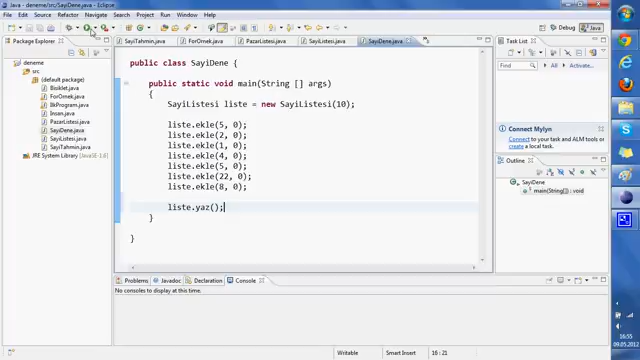 Java - deneme/src/SayiDene.java - Eclipse
File Edit Source Refactor Navigate Search Project Run Window Help
Debug Java
Package Explorer
deneme
src
(default package)
Bisiklet.java
ForOrnek.java
IlkProgram.java
Insan.java
PazarListesi.java
SayiDene.java
SayiListesi.java
SayiTahmin.java
JRE System Library [JavaSE-1.6]
SayiTahmin.java ForOrnek.java PazarListesi.java SayiListesi.java SayiDene.java
public class SayiDene {
public static void main(String [] args)
{
SayiListesi liste = new SayiListesi(10);
liste.ekle(5, 0);
liste.ekle(2, 0);
liste.ekle(1, 0);
liste.ekle(4, 0);
liste.ekle(5, 0);
liste.ekle(22, 0);
liste.ekle(8, 0);
liste.yaz();
}
}
Task List
Find All Activate...
Connect Mylyn
Connect to your task and ALM tools or create a local task.
Outline
SayiDene
main(String[]) : void
Problems Javadoc Declaration Console
No consoles to display at this time.
Writable Smart Insert 16 : 21
16:55
09.05.2012